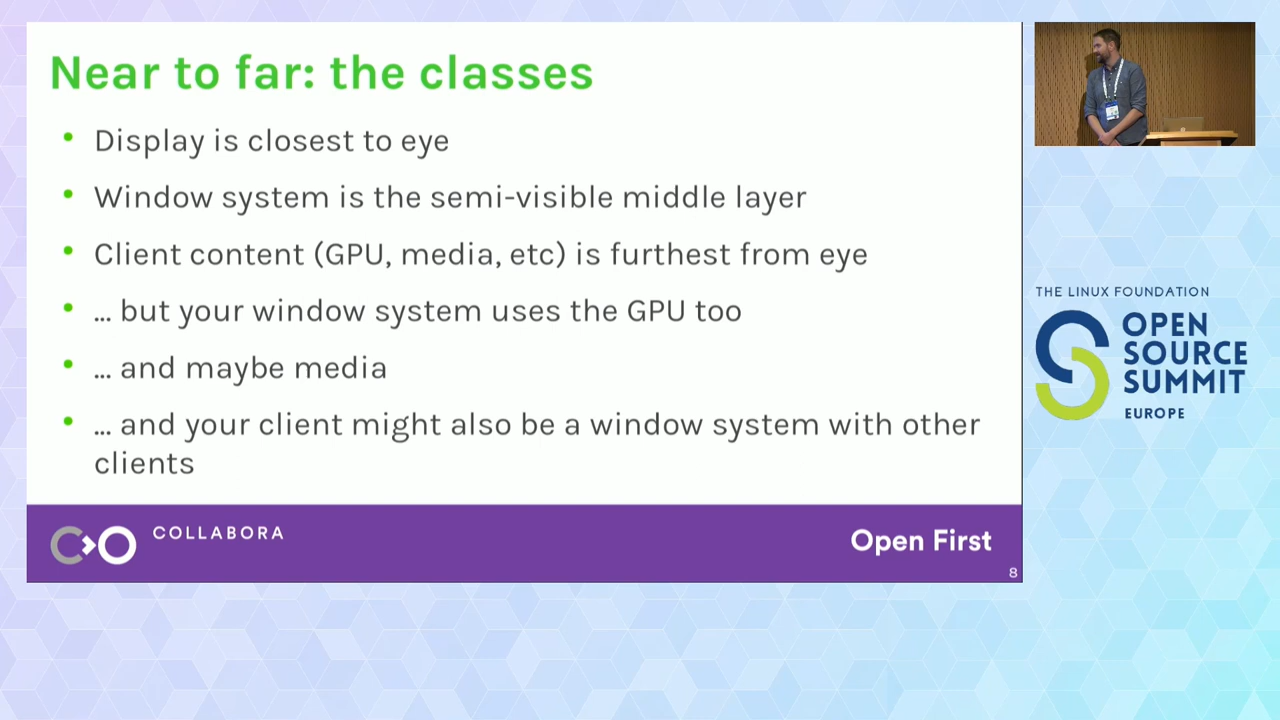 Near to far: the classes
• Display is closest to eye
• Window system is the semi-visible middle layer
• Client content (GPU, media, etc) is furthest from eye
• … but your window system uses the GPU too
• … and maybe media
• … and your client might also be a window system with other
clients
COLLABORA
Open First
8
THE LINUX FOUNDATION
OPEN
SOURCE
SUMMIT
EUROPE